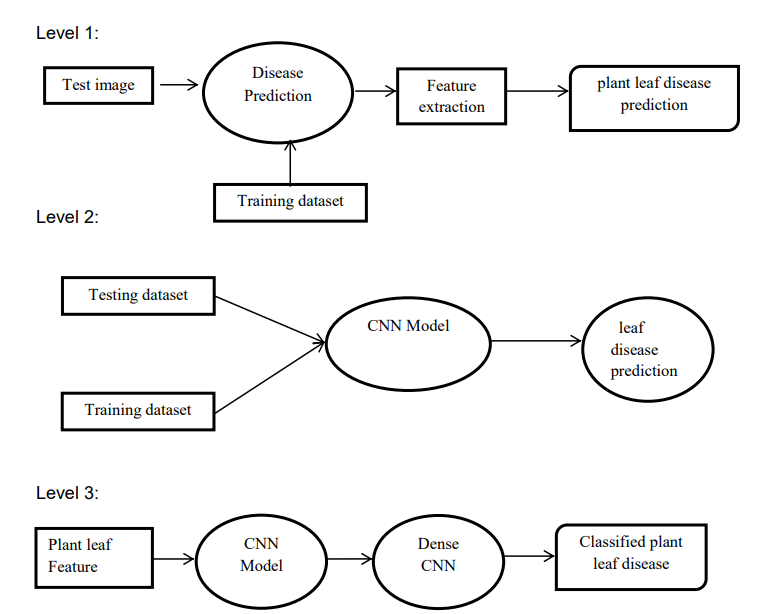 Level 1:
Test image
Disease
Prediction
Feature
extraction
plant leaf disease
prediction
Training dataset
Level 2:
Testing dataset
CNN Model
leaf
disease
prediction
Training dataset
Level 3:
Plant leaf
Feature
CNN
Model
Dense
CNN
Classified plant
leaf disease